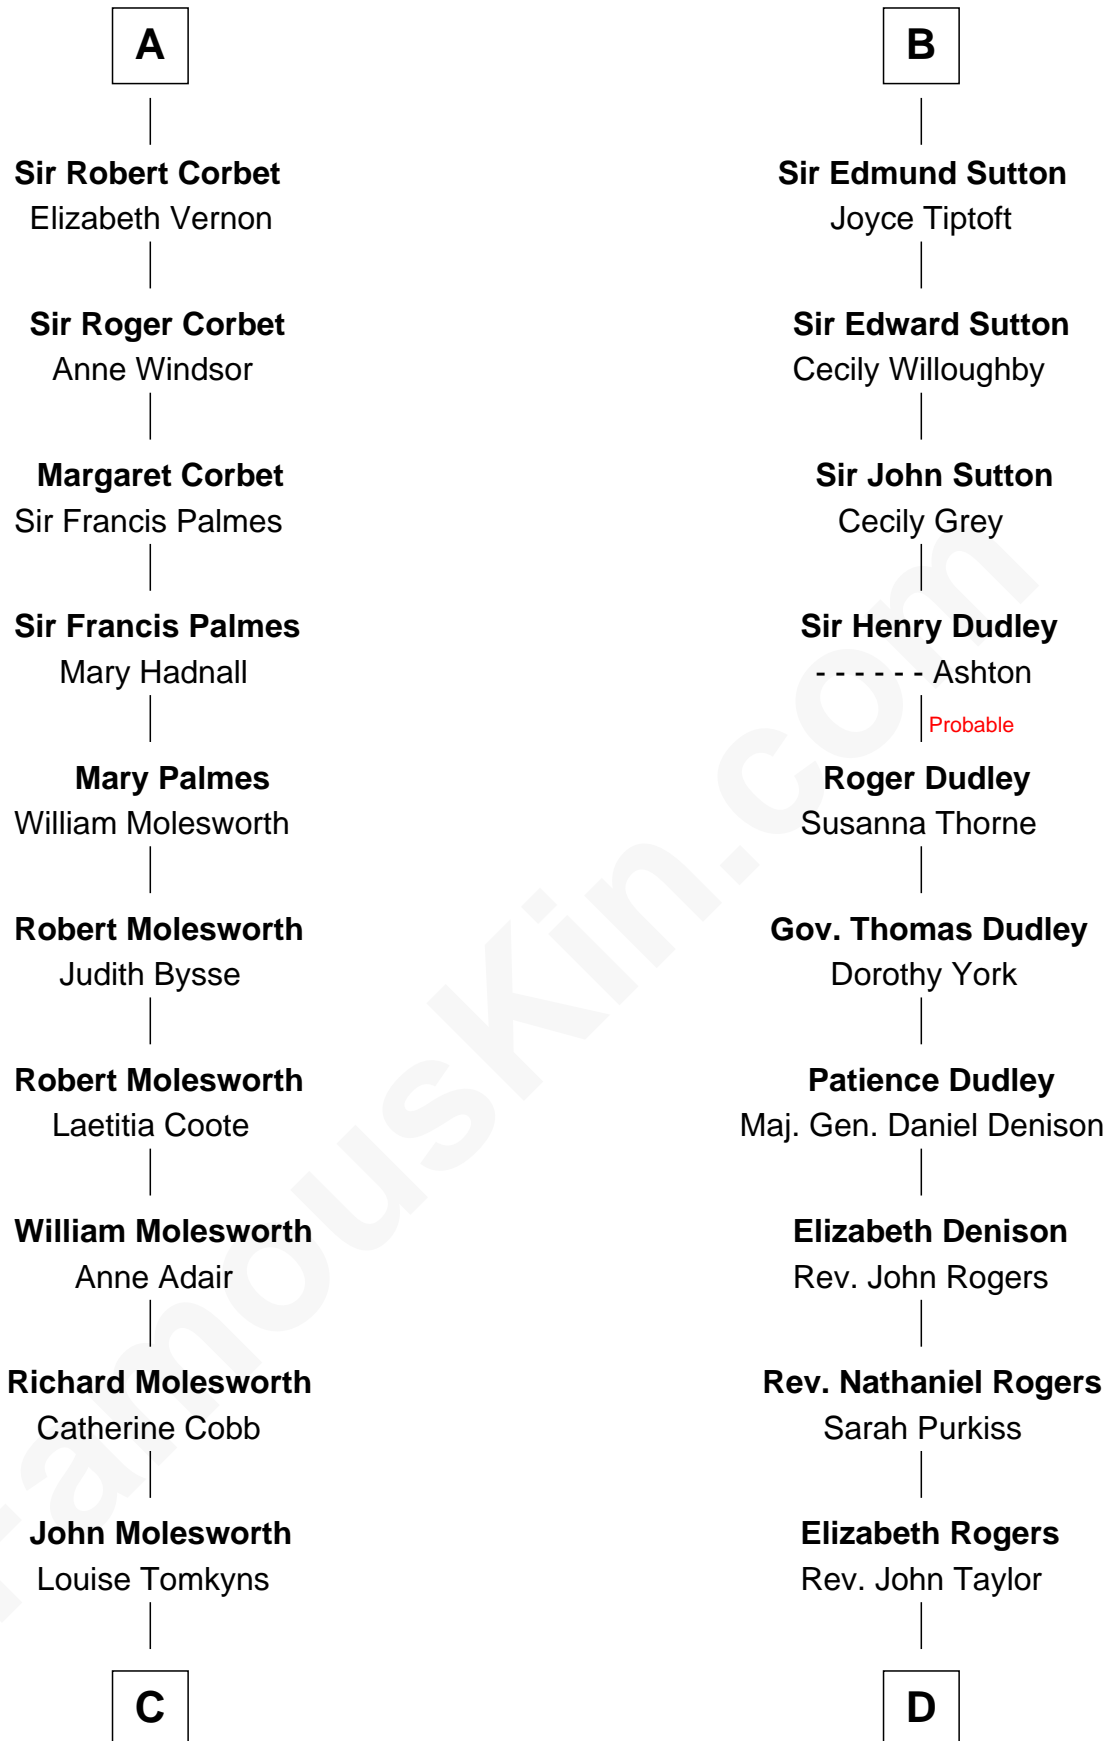 A
Sir Robert Corbet
Elizabeth Vernon
Sir Roger Corbet
Anne Windsor
Margaret Corbet
Sir Francis Palmes
Sir Francis Palmes
Mary Hadnall
Mary Palmes
William Molesworth
Robert Molesworth
Judith Bysse
Robert Molesworth
Laetitia Coote
William Molesworth
Anne Adair
Richard Molesworth
Catherine Cobb
John Molesworth
Louise Tomkyns
C
B
Sir Edmund Sutton
Joyce Tiptoft
Sir Edward Sutton
Cecily Willoughby
Sir John Sutton
Cecily Grey
Sir Henry Dudley
- - - - - - Ashton
Probable
Roger Dudley
Susanna Thorne
Gov. Thomas Dudley
Dorothy York
Patience Dudley
Maj. Gen. Daniel Denison
Elizabeth Denison
Rev. John Rogers
Rev. Nathaniel Rogers
Sarah Purkiss
Elizabeth Rogers
Rev. John Taylor
D
FamousKin.com